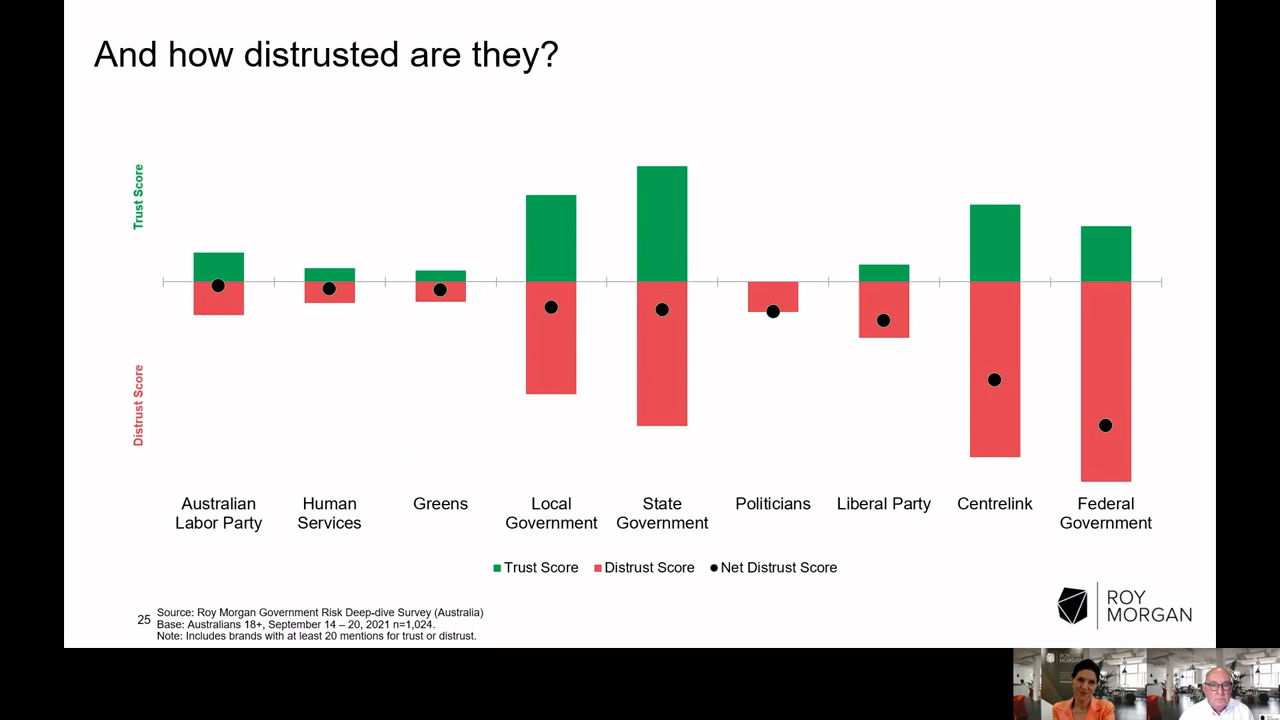 And how distrusted are they?
Trust Score
Distrust Score
Australian
Labor Party
Human
Services
Greens
Local
Government
State
Government
Politicians
Liberal Party
Centrelink
Federal
Government
Trust Score
Distrust Score
Net Distrust Score
25
Source: Roy Morgan Government Risk Deep-dive Survey (Australia)
Base: Australians 18+, September 14 – 20, 2021 n=1,024.
Note: Includes brands with at least 20 mentions for trust or distrust.
ROY
MORGAN
ROY
MORGAN